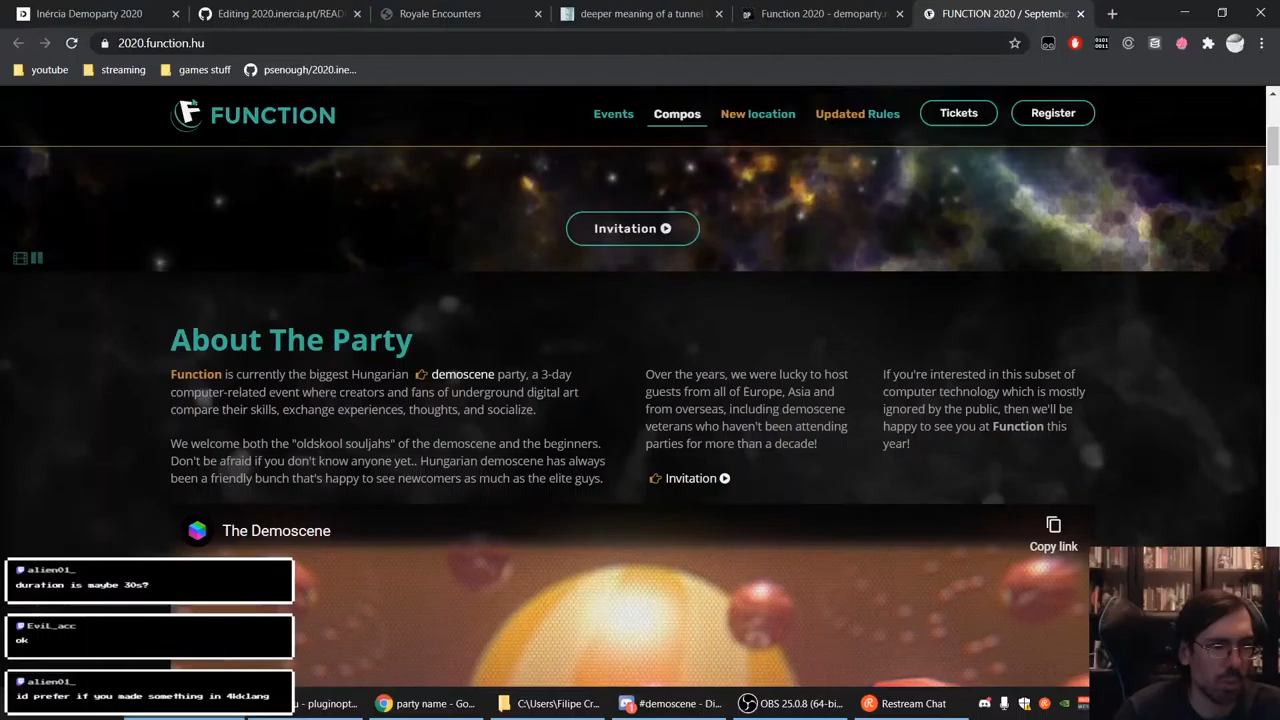 Inércia Demoparty 2020
Editing 2020.inercia.pt/READ
Royale Encounters
deeper meaning of a tunnel
Function 2020 - demoparty.
FUNCTION 2020 / Septembe
2020.function.hu
youtube
streaming
games stuff
psenough/2020.ine...
FUNCTION
Events
Compos
New location
Updated Rules
Tickets
Register
Invitation
About The Party
Function is currently the biggest Hungarian demoscene party, a 3-day
computer-related event where creators and fans of underground digital art
compare their skills, exchange experiences, thoughts, and socialize.
We welcome both the "oldskool souljahs" of the demoscene and the beginners.
Don't be afraid if you don't know anyone yet.. Hungarian demoscene has always
been a friendly bunch that's happy to see newcomers as much as the elite guys.
Over the years, we were lucky to host
guests from all of Europe, Asia and
from overseas, including demoscene
veterans who haven't been attending
parties for more than a decade!
Invitation
If you're interested in this subset of
computer technology which is mostly
ignored by the public, then we'll be
happy to see you at Function this
year!
The Demoscene
Copy link
alien01_
duration is maybe 30s?
Evil_acc
ok
alien01_
id prefer if you made something in 4kklang
u - pluginopt...
party name - Go...
C:\Users\Filipe Cr...
#demoscene - Di...
OBS 25.0.8 (64-bi...
Restream Chat